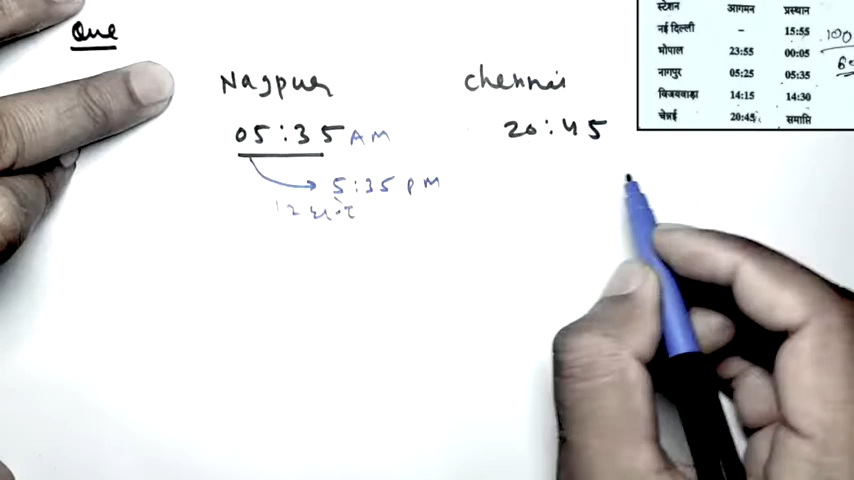 Que
Nagpur Chennai
05:35 AM 20:45
5:35 PM
12 घंटे
स्टेशन आगमन प्रस्थान
नई दिल्ली – 15:55
भोपाल 23:55 00:05
नागपुर 05:25 05:35
विजयवाड़ा 14:15 14:30
चेन्नई 20:45 समाप्ति
100